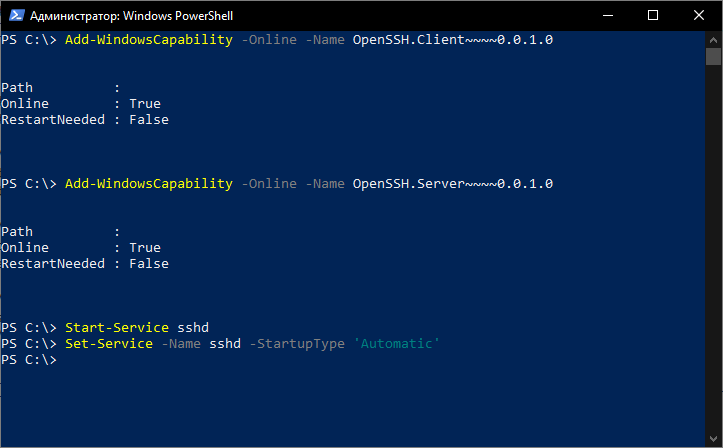 Администратор: Windows PowerShell
PS C:\> Add-WindowsCapability -Online -Name OpenSSH.Client~~~~0.0.1.0
Path          :
Online        : True
RestartNeeded : False
PS C:\> Add-WindowsCapability -Online -Name OpenSSH.Server~~~~0.0.1.0
Path          :
Online        : True
RestartNeeded : False
PS C:\> Start-Service sshd
PS C:\> Set-Service -Name sshd -StartupType 'Automatic'
PS C:\>